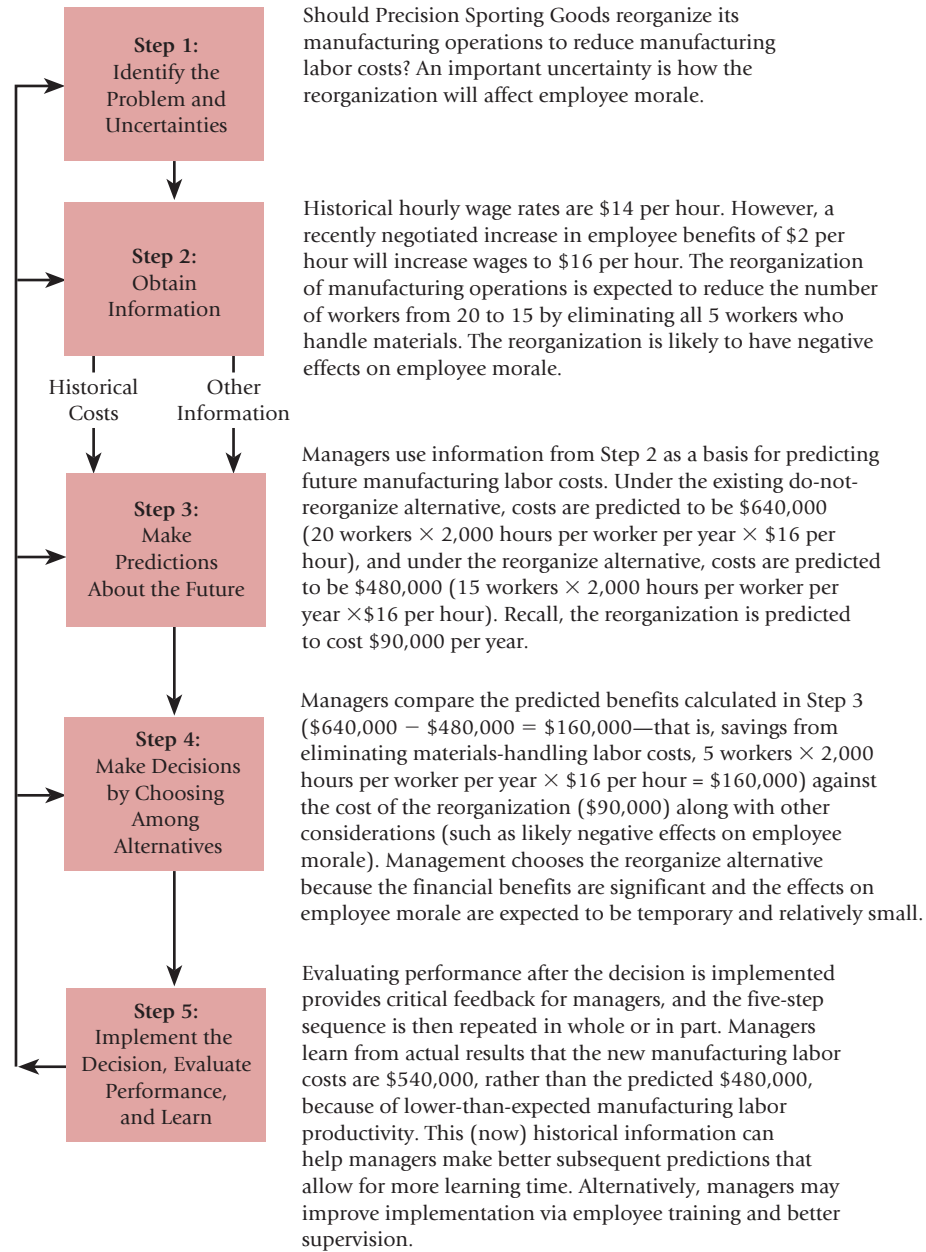 Step 1:
Identify the
Problem and
Uncertainties
Should Precision Sporting Goods reorganize its
manufacturing operations to reduce manufacturing
labor costs? An important uncertainty is how the
reorganization will affect employee morale.
Step 2:
Obtain
Information
Historical hourly wage rates are $14 per hour. However, a
recently negotiated increase in employee benefits of $2 per
hour will increase wages to $16 per hour. The reorganization
of manufacturing operations is expected to reduce the number
of workers from 20 to 15 by eliminating all 5 workers who
handle materials. The reorganization is likely to have negative
effects on employee morale.
Historical
Costs
Other
Information
Step 3:
Make
Predictions
About the Future
Managers use information from Step 2 as a basis for predicting
future manufacturing labor costs. Under the existing do-not-
reorganize alternative, costs are predicted to be $640,000
(20 workers × 2,000 hours per worker per year × $16 per
hour), and under the reorganize alternative, costs are predicted
to be $480,000 (15 workers × 2,000 hours per worker per
year ×$16 per hour). Recall, the reorganization is predicted
to cost $90,000 per year.
Step 4:
Make Decisions
by Choosing
Among
Alternatives
Managers compare the predicted benefits calculated in Step 3
($640,000 − $480,000 = $160,000—that is, savings from
eliminating materials-handling labor costs, 5 workers × 2,000
hours per worker per year × $16 per hour = $160,000) against
the cost of the reorganization ($90,000) along with other
considerations (such as likely negative effects on employee
morale). Management chooses the reorganize alternative
because the financial benefits are significant and the effects on
employee morale are expected to be temporary and relatively small.
Step 5:
Implement the
Decision, Evaluate
Performance,
and Learn
Evaluating performance after the decision is implemented
provides critical feedback for managers, and the five-step
sequence is then repeated in whole or in part. Managers
learn from actual results that the new manufacturing labor
costs are $540,000, rather than the predicted $480,000,
because of lower-than-expected manufacturing labor
productivity. This (now) historical information can
help managers make better subsequent predictions that
allow for more learning time. Alternatively, managers may
improve implementation via employee training and better
supervision.